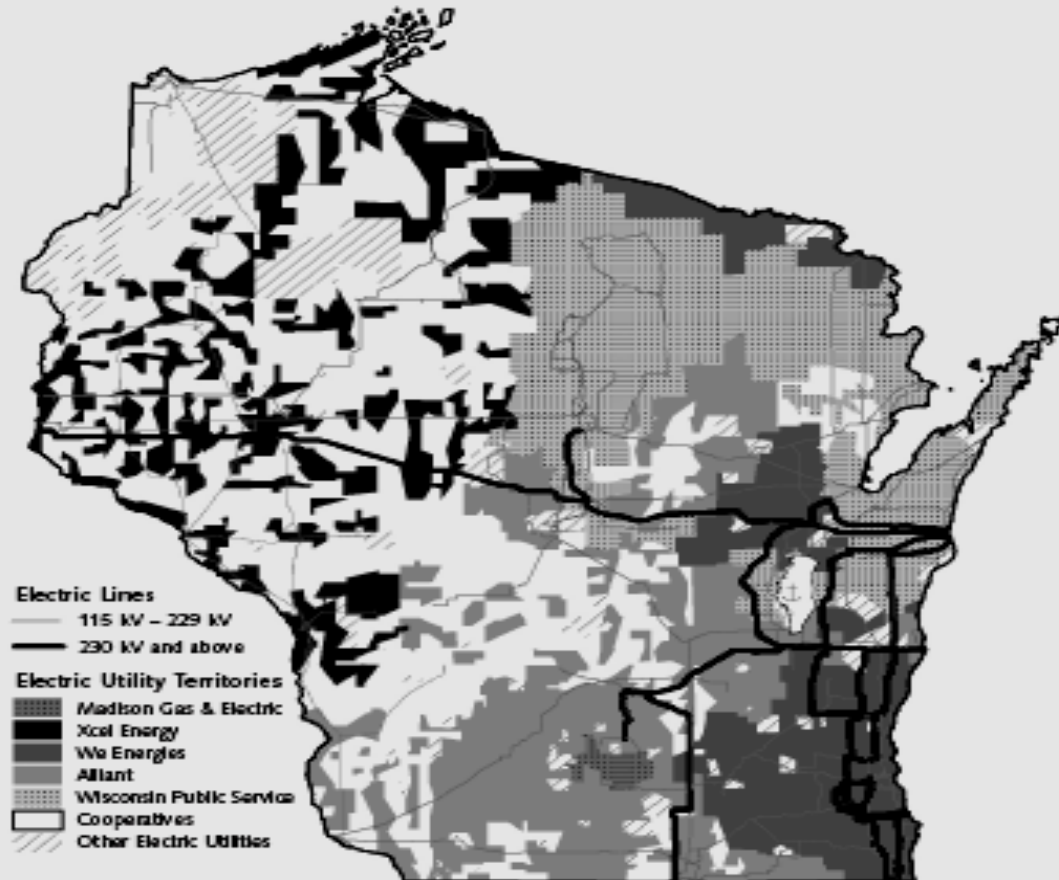 Electric Lines
115 kV – 229 kV
230 kV and above
Electric Utility Territories
Madison Gas & Electric
Xcel Energy
We Energies
Alliant
Wisconsin Public Service
Cooperatives
Other Electric Utilities